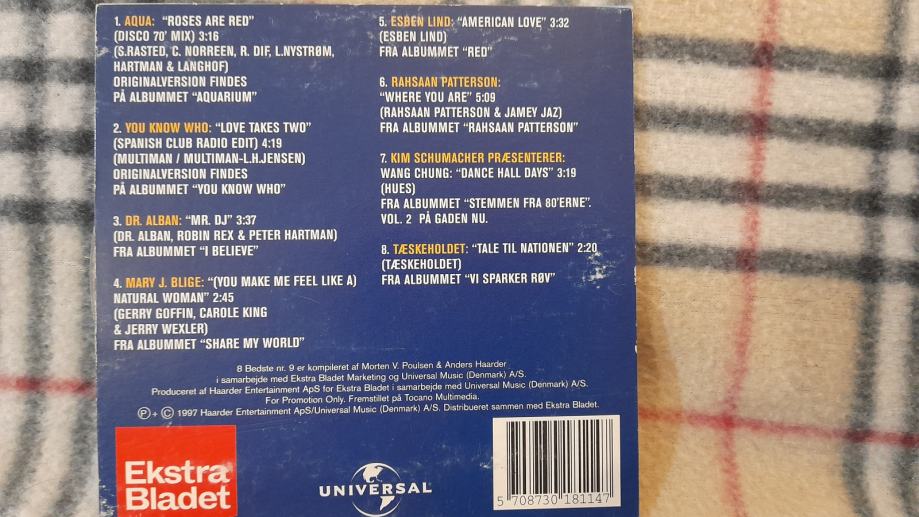 1. AQUA: "ROSES ARE RED"
(DISCO 70' MIX) 3:16
(S.RASTED, C. NORREEN, R. DIF, L.NYSTRØM,
HARTMAN & LANGHOF)
ORIGINALVERSION FINDES
PÅ ALBUMMET "AQUARIUM"
2. YOU KNOW WHO: "LOVE TAKES TWO"
(SPANISH CLUB RADIO EDIT) 4:19
(MULTIMAN / MULTIMAN-L.H.JENSEN)
ORIGINALVERSION FINDES
PÅ ALBUMMET "YOU KNOW WHO"
3. DR. ALBAN: "MR. DJ" 3:37
(DR. ALBAN, ROBIN REX & PETER HARTMAN)
FRA ALBUMMET "I BELIEVE"
4. MARY J. BLIGE: "(YOU MAKE ME FEEL LIKE A)
NATURAL WOMAN" 2:45
(GERRY GOFFIN, CAROLE KING
& JERRY WEXLER)
FRA ALBUMMET "SHARE MY WORLD"
5. ESBEN LIND: "AMERICAN LOVE" 3:32
(ESBEN LIND)
FRA ALBUMMET "RED"
6. RAHSAAN PATTERSON:
"WHERE YOU ARE" 5:09
(RAHSAAN PATTERSON & JAMEY JAZ)
FRA ALBUMMET "RAHSAAN PATTERSON"
7. KIM SCHUMACHER PRÆSENTERER:
WANG CHUNG: "DANCE HALL DAYS" 3:19
(HUES)
FRA ALBUMMET "STEMMEN FRA 80'ERNE".
VOL. 2 PÅ GADEN NU.
8. TÆSKEHOLDET: "TALE TIL NATIONEN" 2:20
(TÆSKEHOLDET)
FRA ALBUMMET "VI SPARKER RØV"
8 Bedste nr. 9 er kompileret af Morten V. Poulsen & Anders Haarder
i samarbejde med Ekstra Bladet Marketing og Universal Music (Denmark) A/S.
Produceret af Haarder Entertainment ApS for Ekstra Bladet i samarbejde med Universal Music (Denmark) A/S.
For Promotion Only. Fremstillet på Tocano Multimedia.
℗ + © 1997 Haarder Entertainment ApS/Universal Music (Denmark) A/S. Distribueret sammen med Ekstra Bladet.
Ekstra
Bladet
UNIVERSAL
5 708730 181147